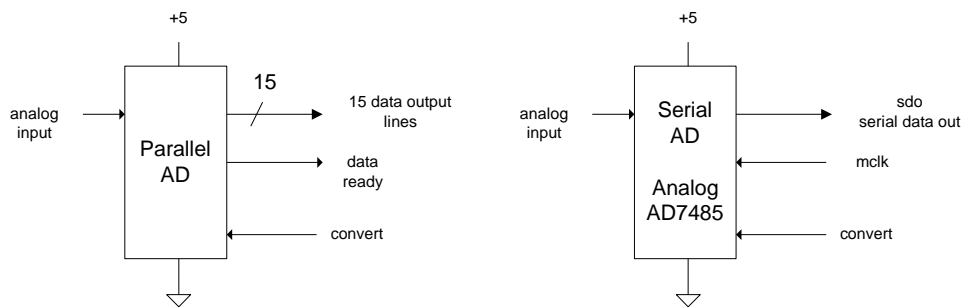 +5
15
analog
input
Parallel
AD
15 data output
lines
data
ready
convert
+5
analog
input
Serial
AD
Analog
AD7485
sdo
serial data out
mclk
convert